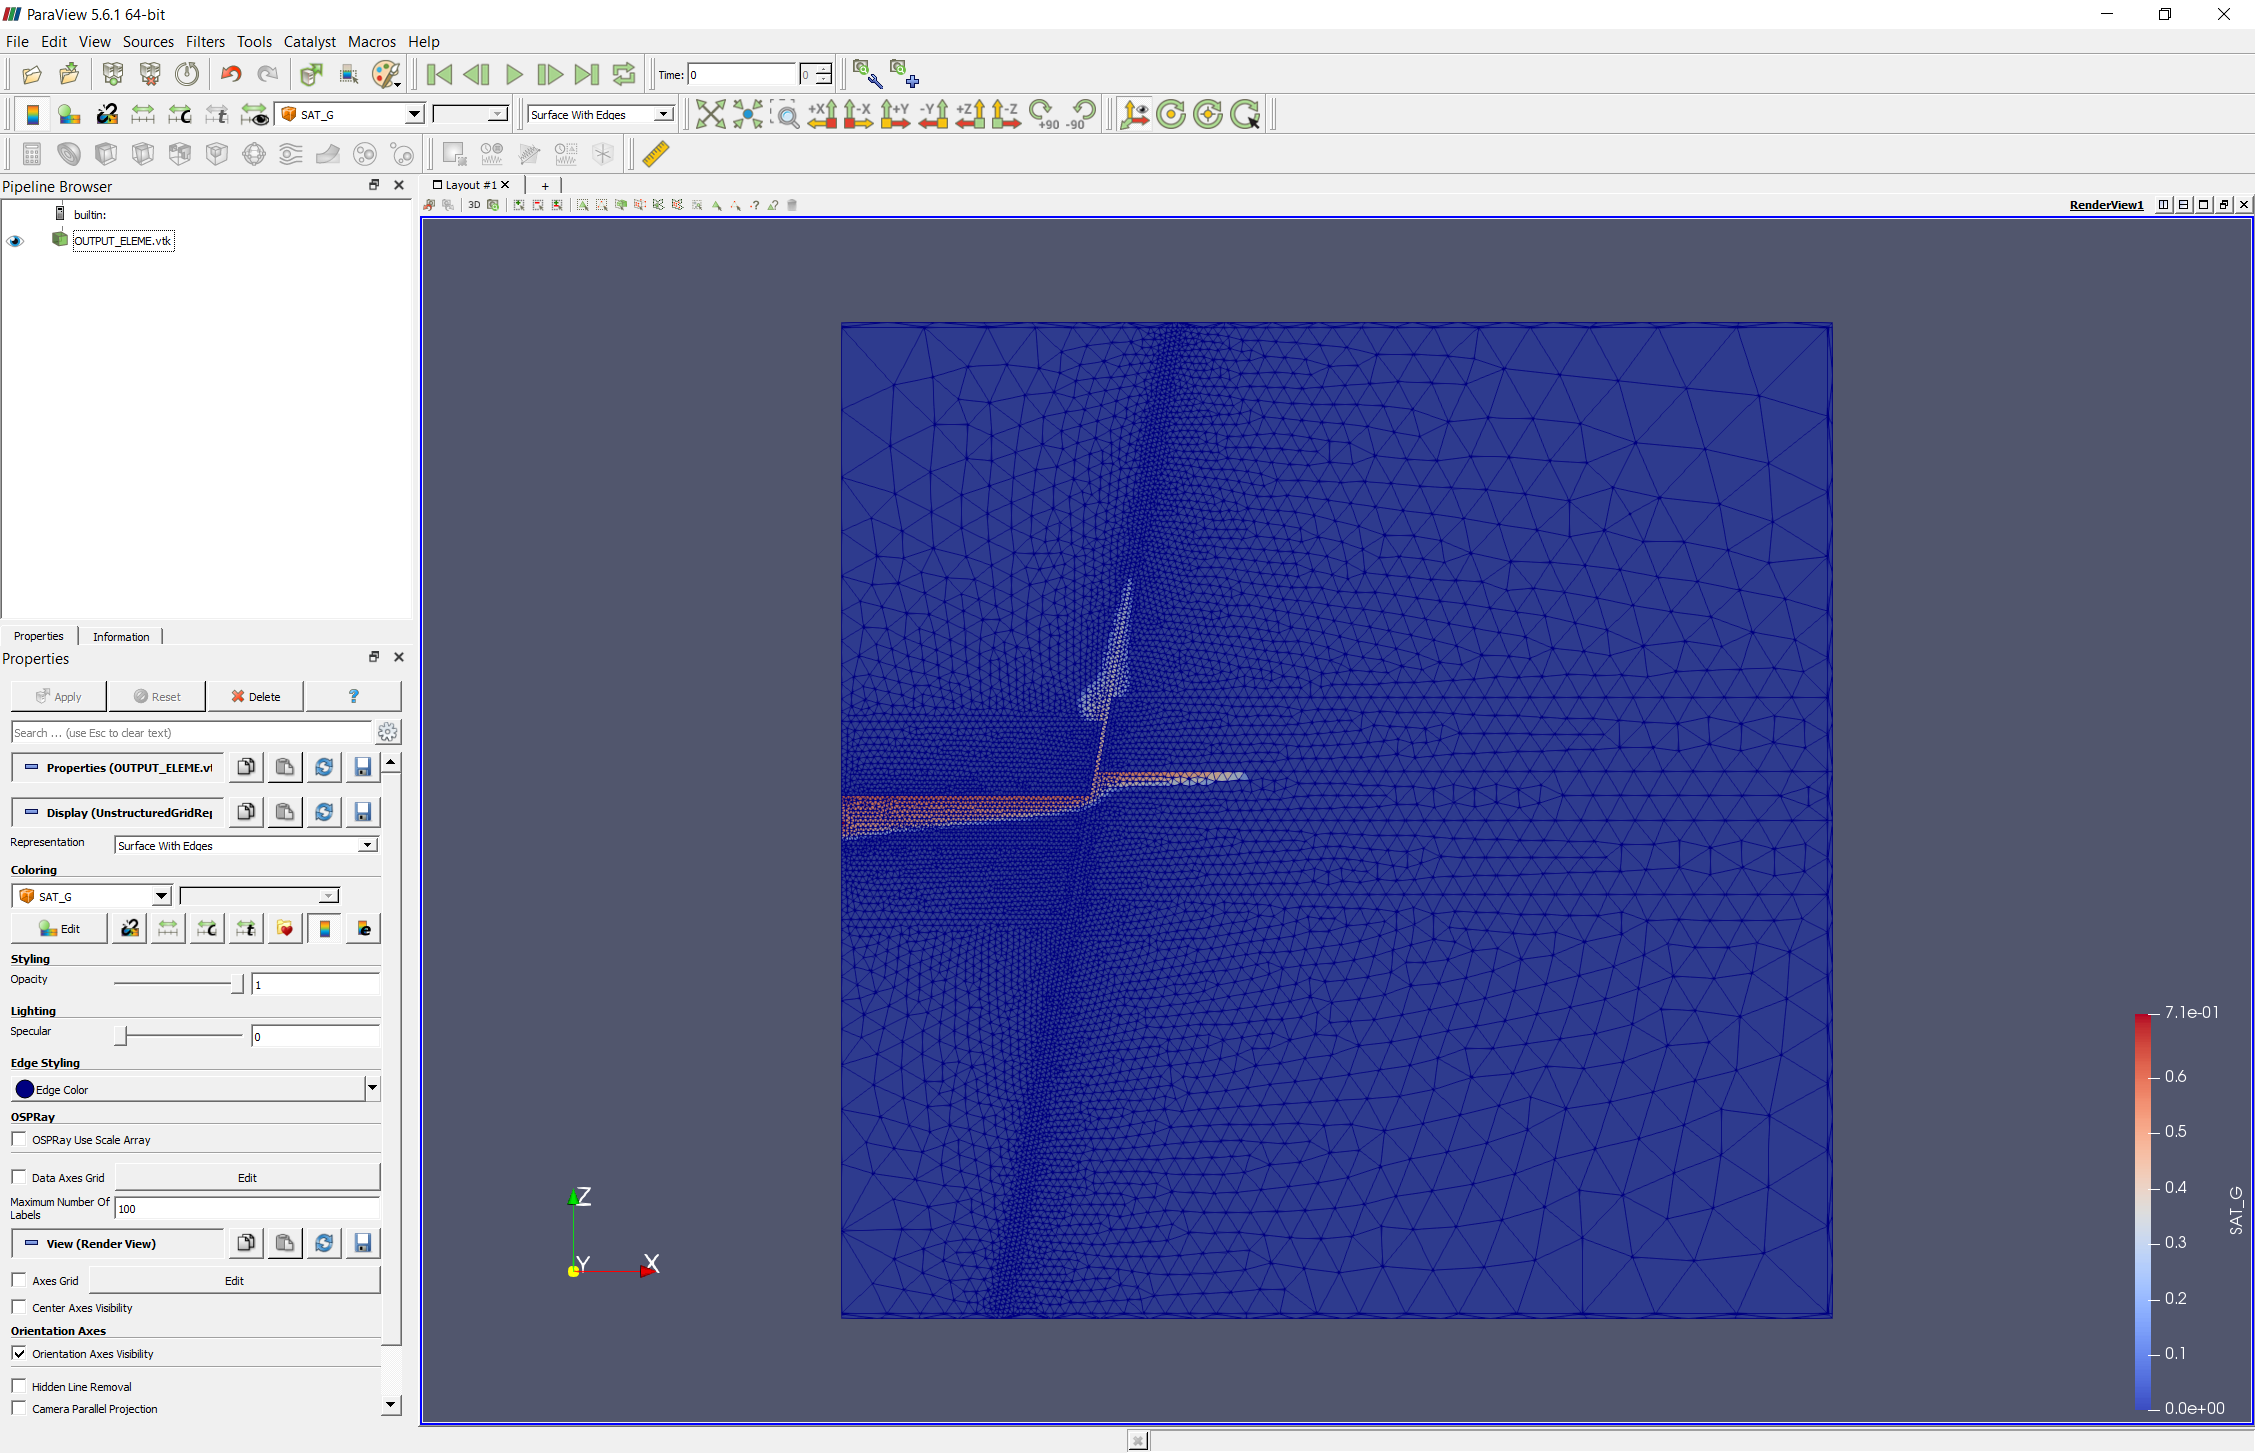 ParaView 5.6.1 64-bit
File Edit View Sources Filters Tools Catalyst Macros Help
Time: 0 0
SAT_G Surface With Edges +X -X +Y -Y +Z -Z +90 -90
Pipeline Browser
Layout #1 +
builtin:
3D
RenderView1
OUTPUT_ELEME.vtk
Properties Information
Properties
Apply Reset Delete ?
Search ... (use Esc to clear text)
Properties (OUTPUT_ELEME.vt
Display (UnstructuredGridRep
Representation Surface With Edges
Coloring
SAT_G
Edit
Styling
Opacity 1
Lighting
Specular 0
Edge Styling
Edge Color
OSPRay
OSPRay Use Scale Array
Data Axes Grid Edit
Maximum Number Of
Labels 100
View (Render View)
Axes Grid Edit
Center Axes Visibility
Orientation Axes
Orientation Axes Visibility
Hidden Line Removal
Camera Parallel Projection
Z
Y
X
7.1e-01
0.6
0.5
0.4
0.3
0.2
0.1
0.0e+00
SAT_G